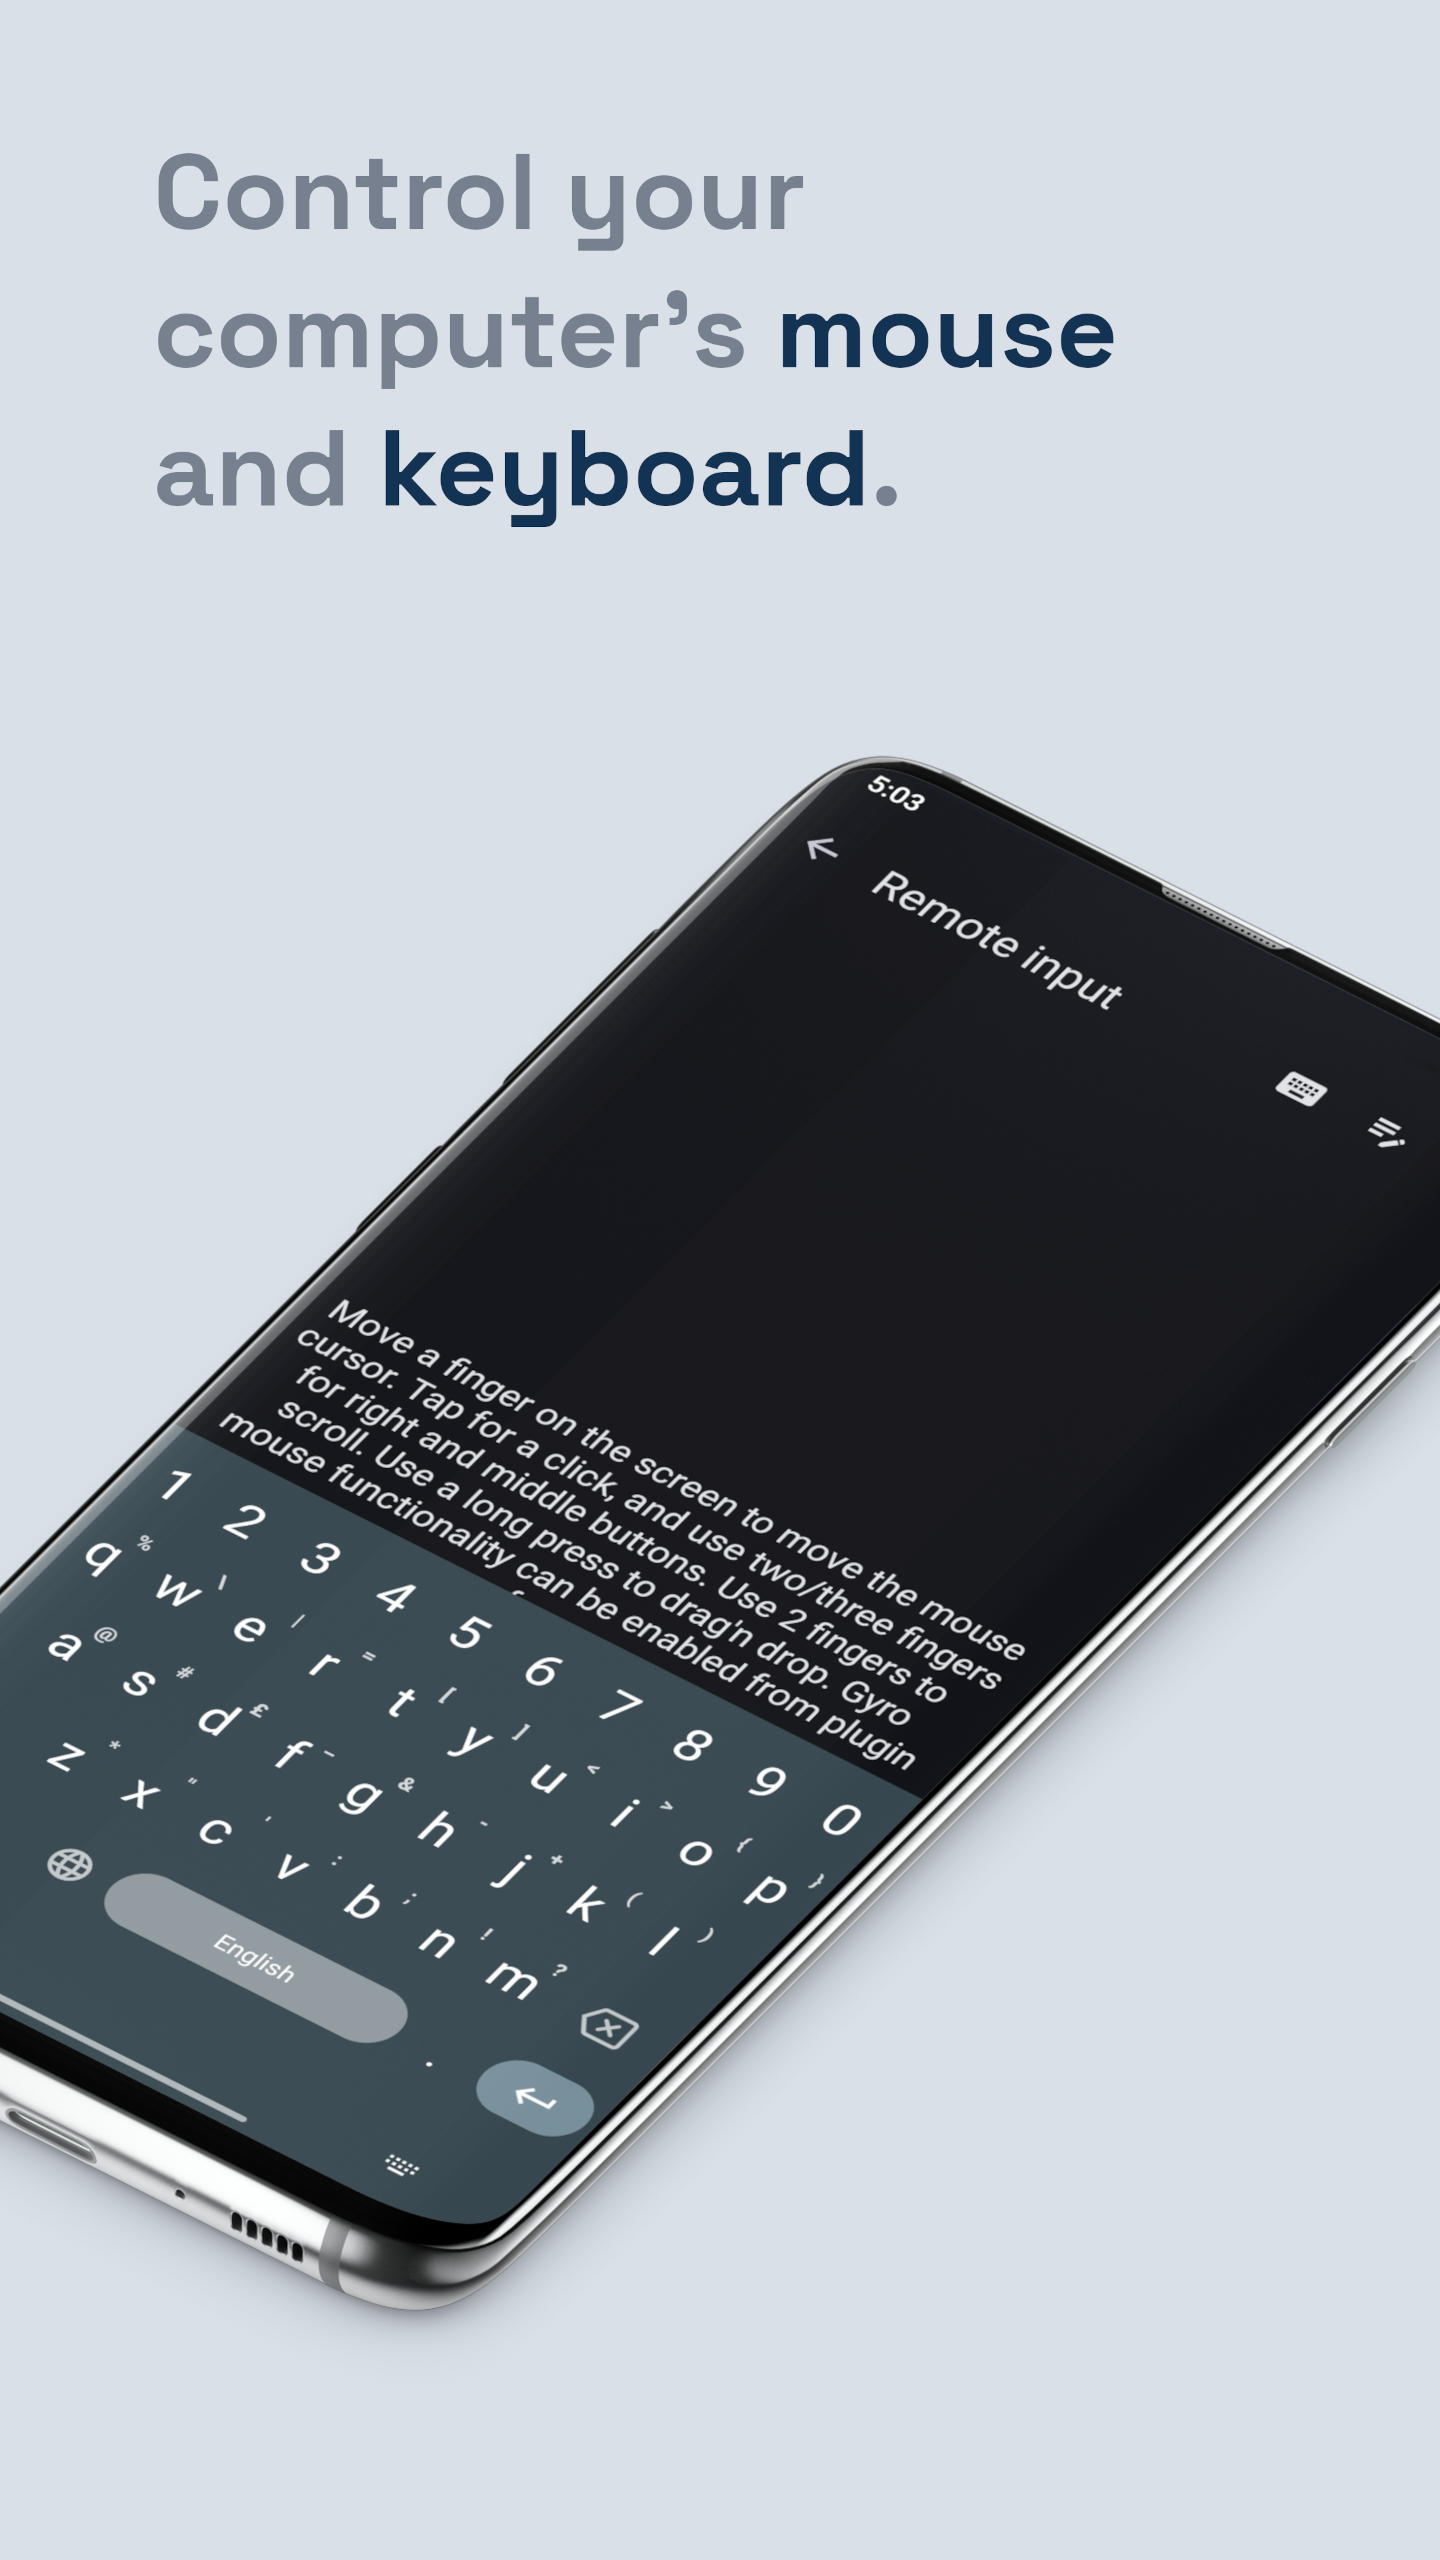 Control your
computer’s mouse
and keyboard.
5:03
Remote input
Move a finger on the screen to move the mouse
cursor. Tap for a click, and use two/three fingers
for right and middle buttons. Use 2 fingers to
scroll. Use a long press to drag'n drop. Gyro
mouse functionality can be enabled from plugin
1 2 3 4 5 6 7 8 9 0
q % w \ e | r = t [ y ] u < i > o { p }
a @ s # d £ f _ g & h - j + k ( l )
z * x " c ' v : b ; n ! m ?
English .